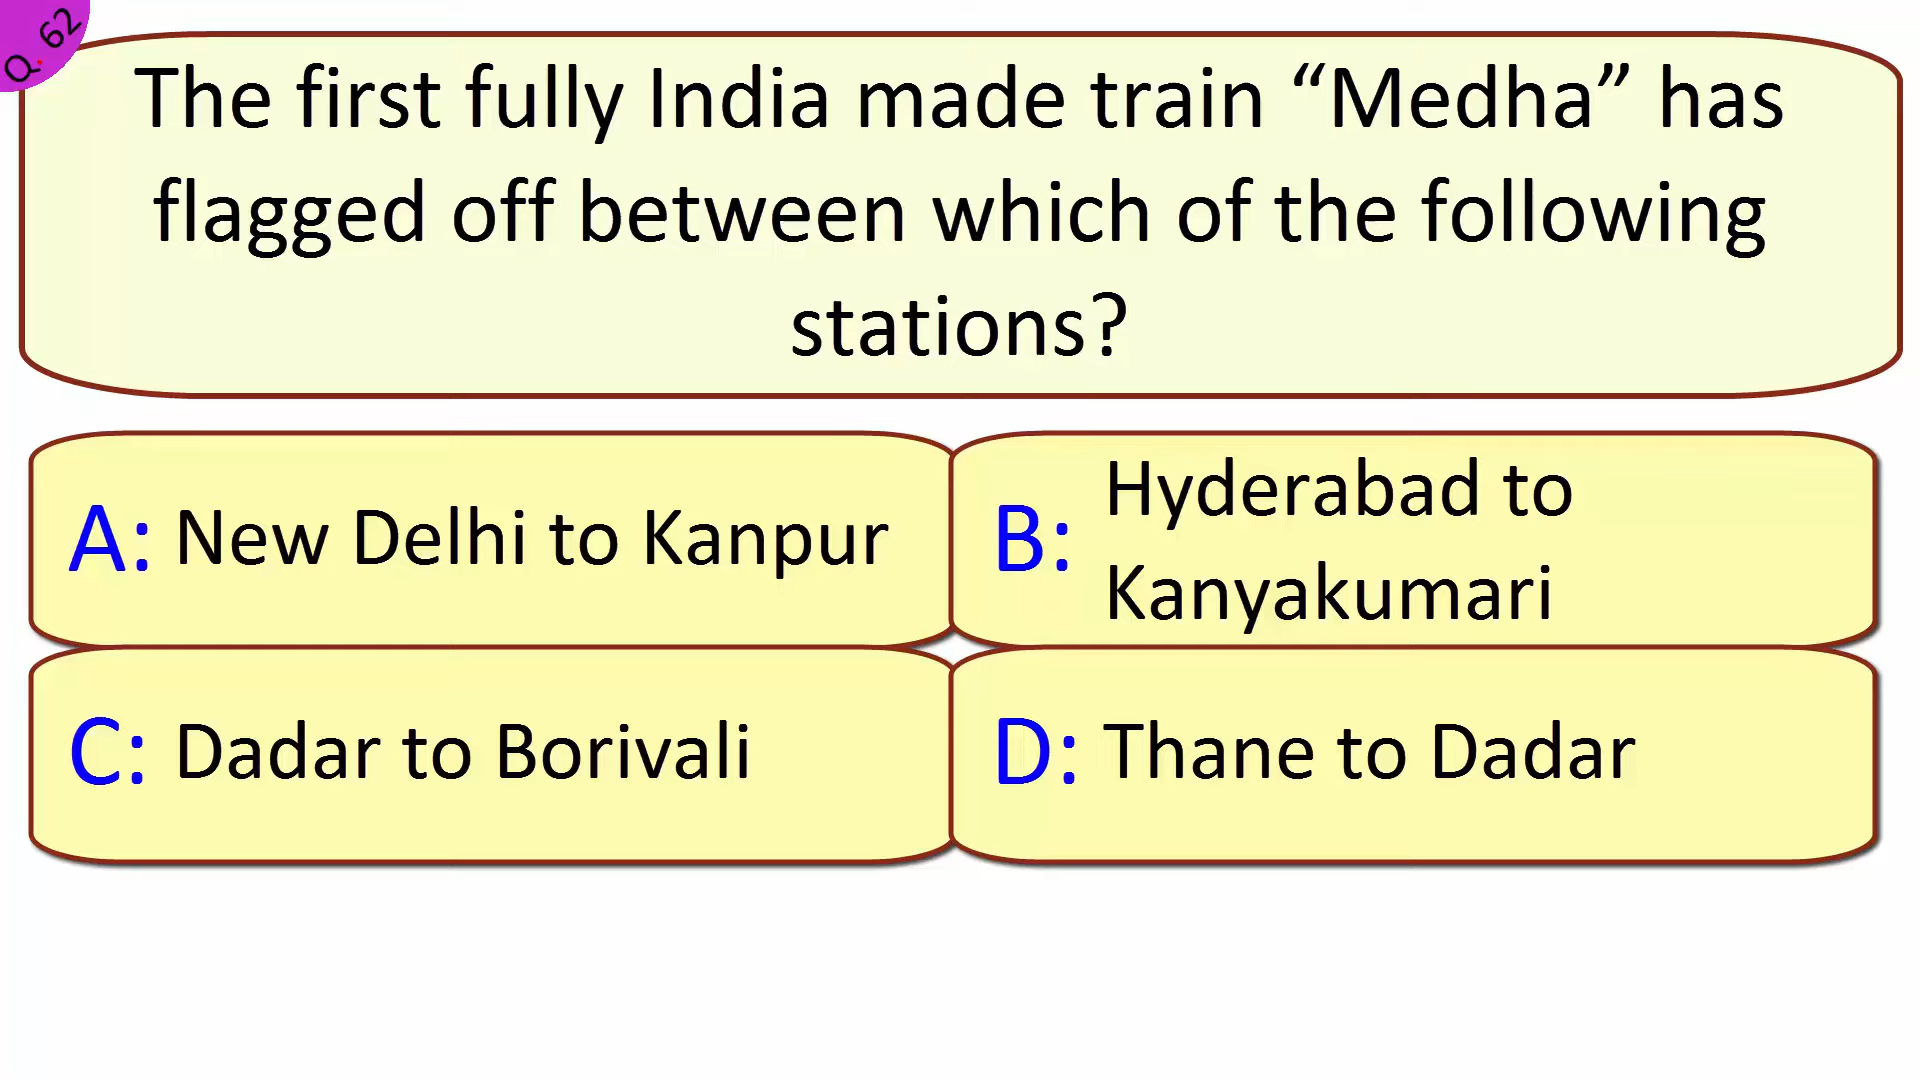 Q. 62
The first fully India made train “Medha” has
flagged off between which of the following
stations?
A: New Delhi to Kanpur
B: Hyderabad to
Kanyakumari
C: Dadar to Borivali
D: Thane to Dadar